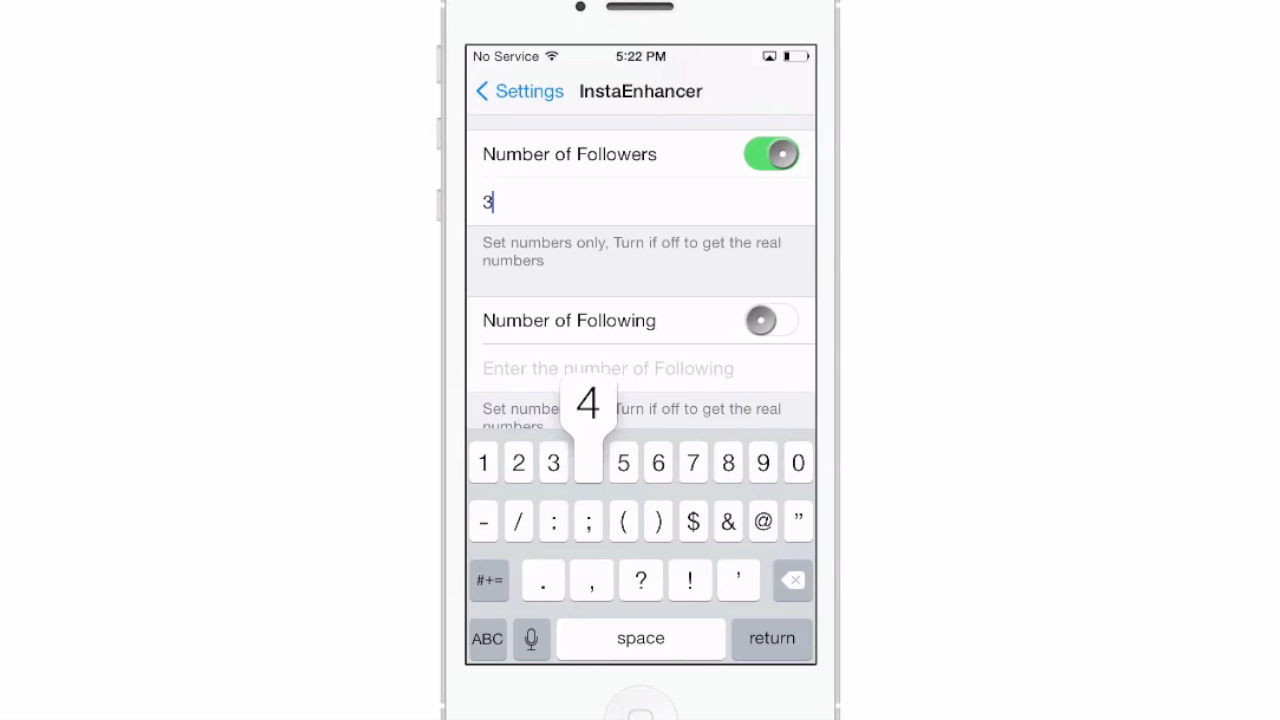 No Service 5:22 PM
Settings InstaEnhancer
Number of Followers
3
Set numbers only, Turn if off to get the real
numbers
Number of Following
Enter the number of Following
Set numbe Turn if off to get the real
numbers
4
1 2 3 5 6 7 8 9 0
- / : ; ( ) $ & @ "
#+= . , ? ! '
ABC space return